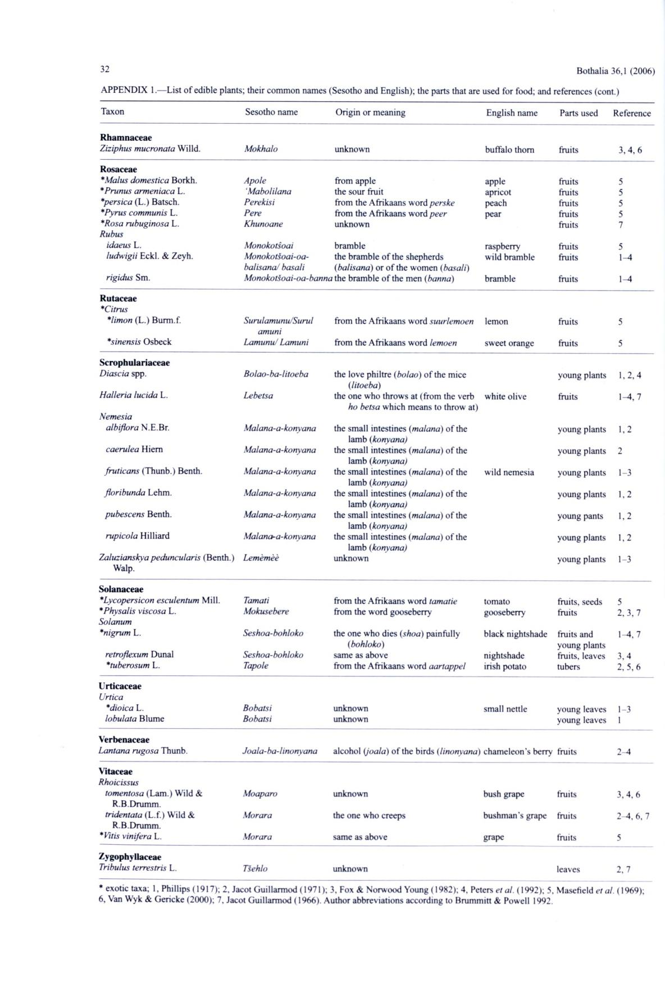 32
Bothalia 36,1 (2006)
APPENDIX 1.—List of edible plants; their common names (Sesotho and English); the parts that are used for food; and references (cont.)
Taxon Sesotho name Origin or meaning English name Parts used Reference
Rhamnaceae
Ziziphus mucronata Willd. Mokhalo unknown buffalo thorn fruits 3, 4, 6
Rosaceae
*Malus domestica Borkh. Apole from apple apple fruits 5
*Prunus armeniaca L. 'Mabolilana the sour fruit apricot fruits 5
*persica (L.) Batsch. Perekisi from the Afrikaans word perske peach fruits 5
*Pyrus communis L. Pere from the Afrikaans word peer pear fruits 5
*Rosa rubuginosa L. Khunoane unknown fruits 7
Rubus
idaeus L. Monokotšoai bramble raspberry fruits 5
ludwigii Eckl. & Zeyh. Monokotšoai-oa- the bramble of the shepherds wild bramble fruits 1–4
balisana/ basali (balisana) or of the women (basali)
rigidus Sm. Monokotšoai-oa-banna the bramble of the men (banna) bramble fruits 1–4
Rutaceae
*Citrus
*limon (L.) Burm.f. Surulamunu/Surul from the Afrikaans word suurlemoen lemon fruits 5
amuni
*sinensis Osbeck Lamunu/ Lamuni from the Afrikaans word lemoen sweet orange fruits 5
Scrophulariaceae
Diascia spp. Bolao-ba-litoeba the love philtre (bolao) of the mice young plants 1, 2, 4
(litoeba)
Halleria lucida L. Lebetsa the one who throws at (from the verb white olive fruits 1–4, 7
ho betsa which means to throw at)
Nemesia
albiflora N.E.Br. Malana-a-konyana the small intestines (malana) of the young plants 1, 2
lamb (konyana)
caerulea Hiern Malana-a-konyana the small intestines (malana) of the young plants 2
lamb (konyana)
fruticans (Thunb.) Benth. Malana-a-konyana the small intestines (malana) of the wild nemesia young plants 1–3
lamb (konyana)
floribunda Lehm. Malana-a-konyana the small intestines (malana) of the young plants 1, 2
lamb (konyana)
pubescens Benth. Malana-a-konyana the small intestines (malana) of the young pants 1, 2
lamb (konyana)
rupicola Hilliard Malana-a-konyana the small intestines (malana) of the young plants 1, 2
lamb (konyana)
Zaluzianskya peduncularis (Benth.) Lemèmèè unknown young plants 1–3
Walp.
Solanaceae
*Lycopersicon esculentum Mill. Tamati from the Afrikaans word tamatie tomato fruits, seeds 5
*Physalis viscosa L. Mokusebere from the word gooseberry gooseberry fruits 2, 3, 7
Solanum
*nigrum L. Seshoa-bohloko the one who dies (shoa) painfully black nightshade fruits and 1–4, 7
(bohloko) young plants
retroflexum Dunal Seshoa-bohloko same as above nightshade fruits, leaves 3, 4
*tuberosum L. Tapole from the Afrikaans word aartappel irish potato tubers 2, 5, 6
Urticaceae
Urtica
*dioica L. Bobatsi unknown small nettle young leaves 1–3
lobulata Blume Bobatsi unknown young leaves 1
Verbenaceae
Lantana rugosa Thunb. Joala-ba-linonyana alcohol (joala) of the birds (linonyana) chameleon's berry fruits 2–4
Vitaceae
Rhoicissus
tomentosa (Lam.) Wild & Moaparo unknown bush grape fruits 3, 4, 6
R.B.Drumm.
tridentata (L.f.) Wild & Morara the one who creeps bushman's grape fruits 2–4, 6, 7
R.B.Drumm.
*Vitis vinifera L. Morara same as above grape fruits 5
Zygophyllaceae
Tribulus terrestris L. Tšehlo unknown leaves 2, 7
* exotic taxa; 1, Phillips (1917); 2, Jacot Guillarmod (1971); 3, Fox & Norwood Young (1982); 4, Peters et al. (1992); 5, Masefield et al. (1969);
6, Van Wyk & Gericke (2000); 7, Jacot Guillarmod (1966). Author abbreviations according to Brummitt & Powell 1992.